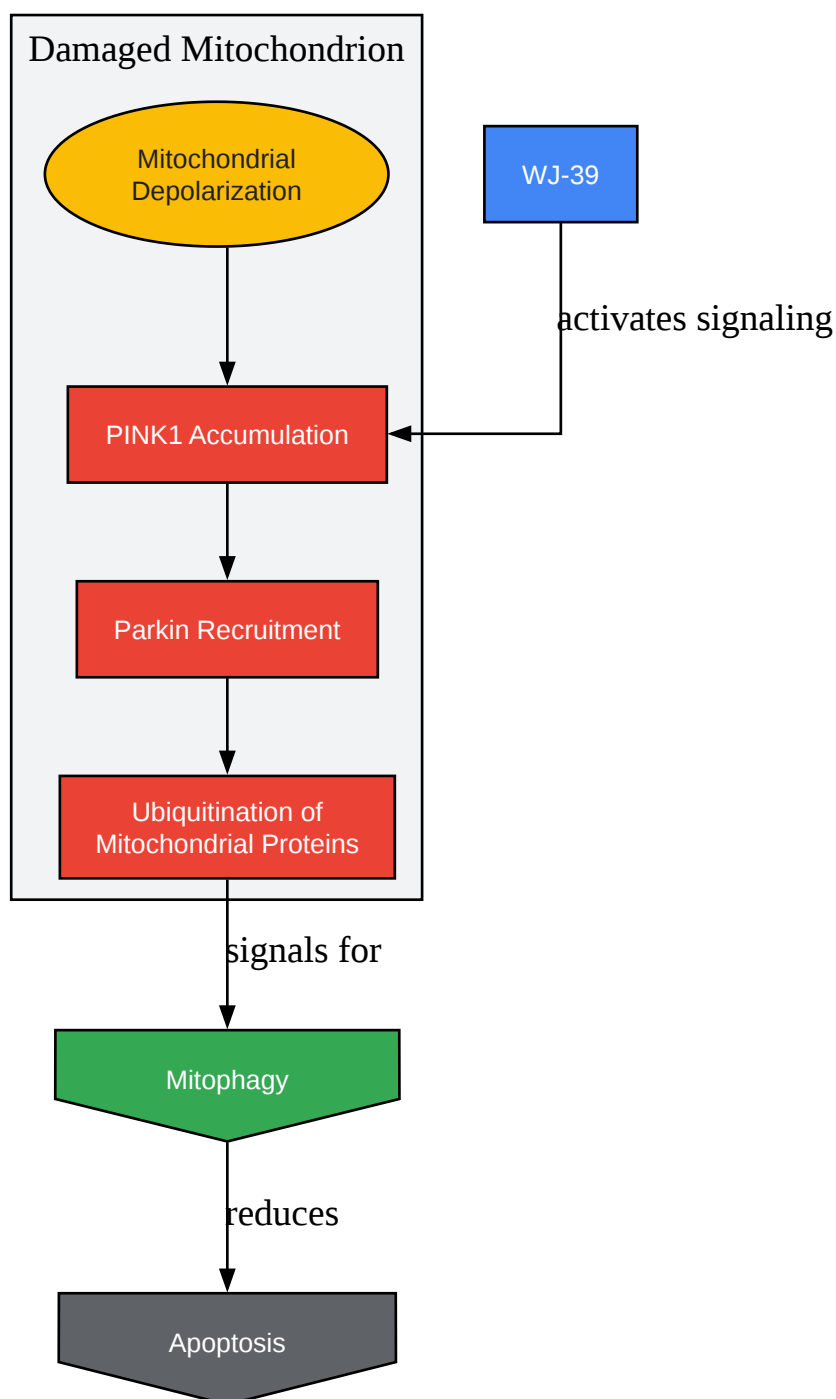 Damaged Mitochondrion
Mitochondrial
Depolarization
WJ-39
activates signaling
PINK1 Accumulation
Parkin Recruitment
Ubiquitination of
Mitochondrial Proteins
signals for
Mitophagy
reduces
Apoptosis